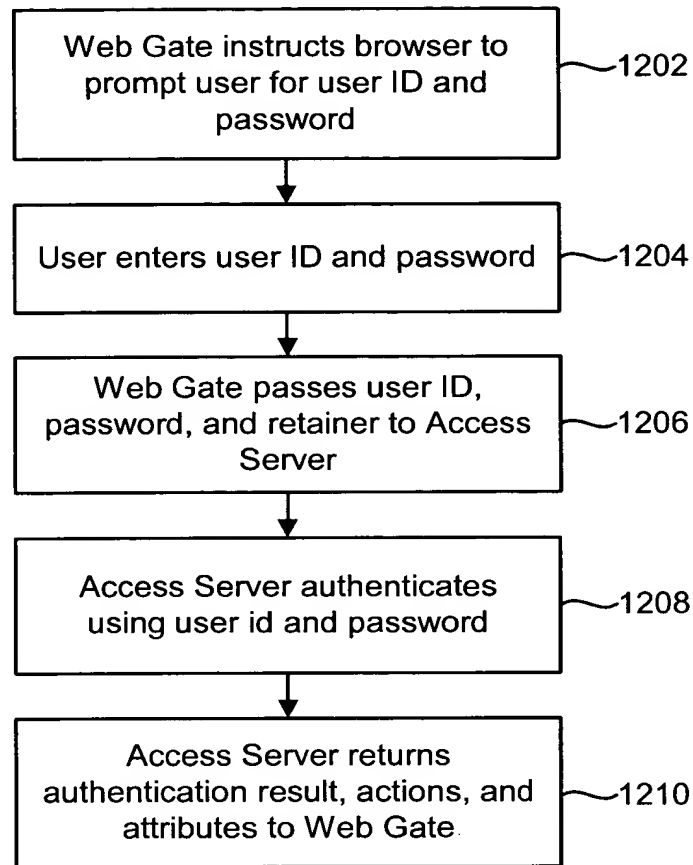 Web Gate instructs browser to
prompt user for user ID and
password
1202
User enters user ID and password
1204
Web Gate passes user ID,
password, and retainer to Access
Server
1206
Access Server authenticates
using user id and password
1208
Access Server returns
authentication result, actions, and
attributes to Web Gate
1210